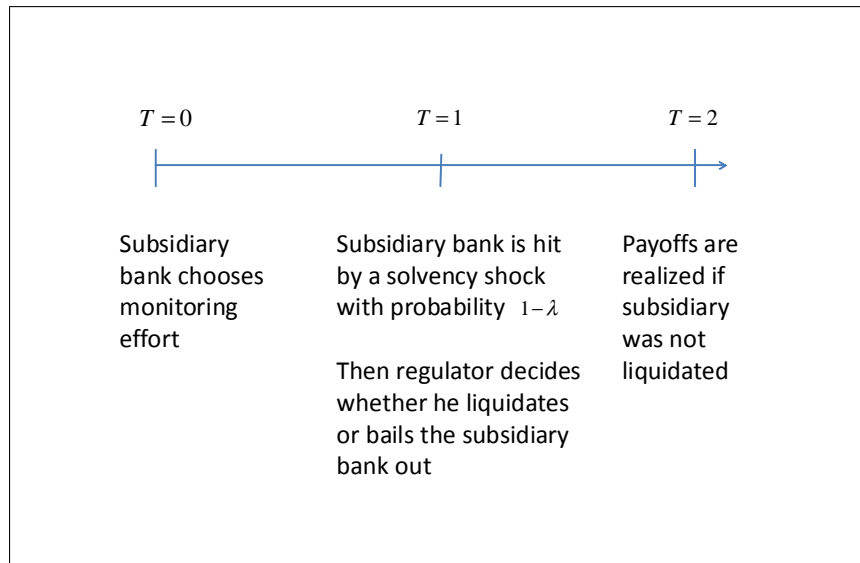 T = 0
T = 1
T = 2
Subsidiary
bank chooses
monitoring
effort
Subsidiary bank is hit
by a solvency shock
with probability 1 − λ
Then regulator decides
whether he liquidates
or bails the subsidiary
bank out
Payoffs are
realized if
subsidiary
was not
liquidated